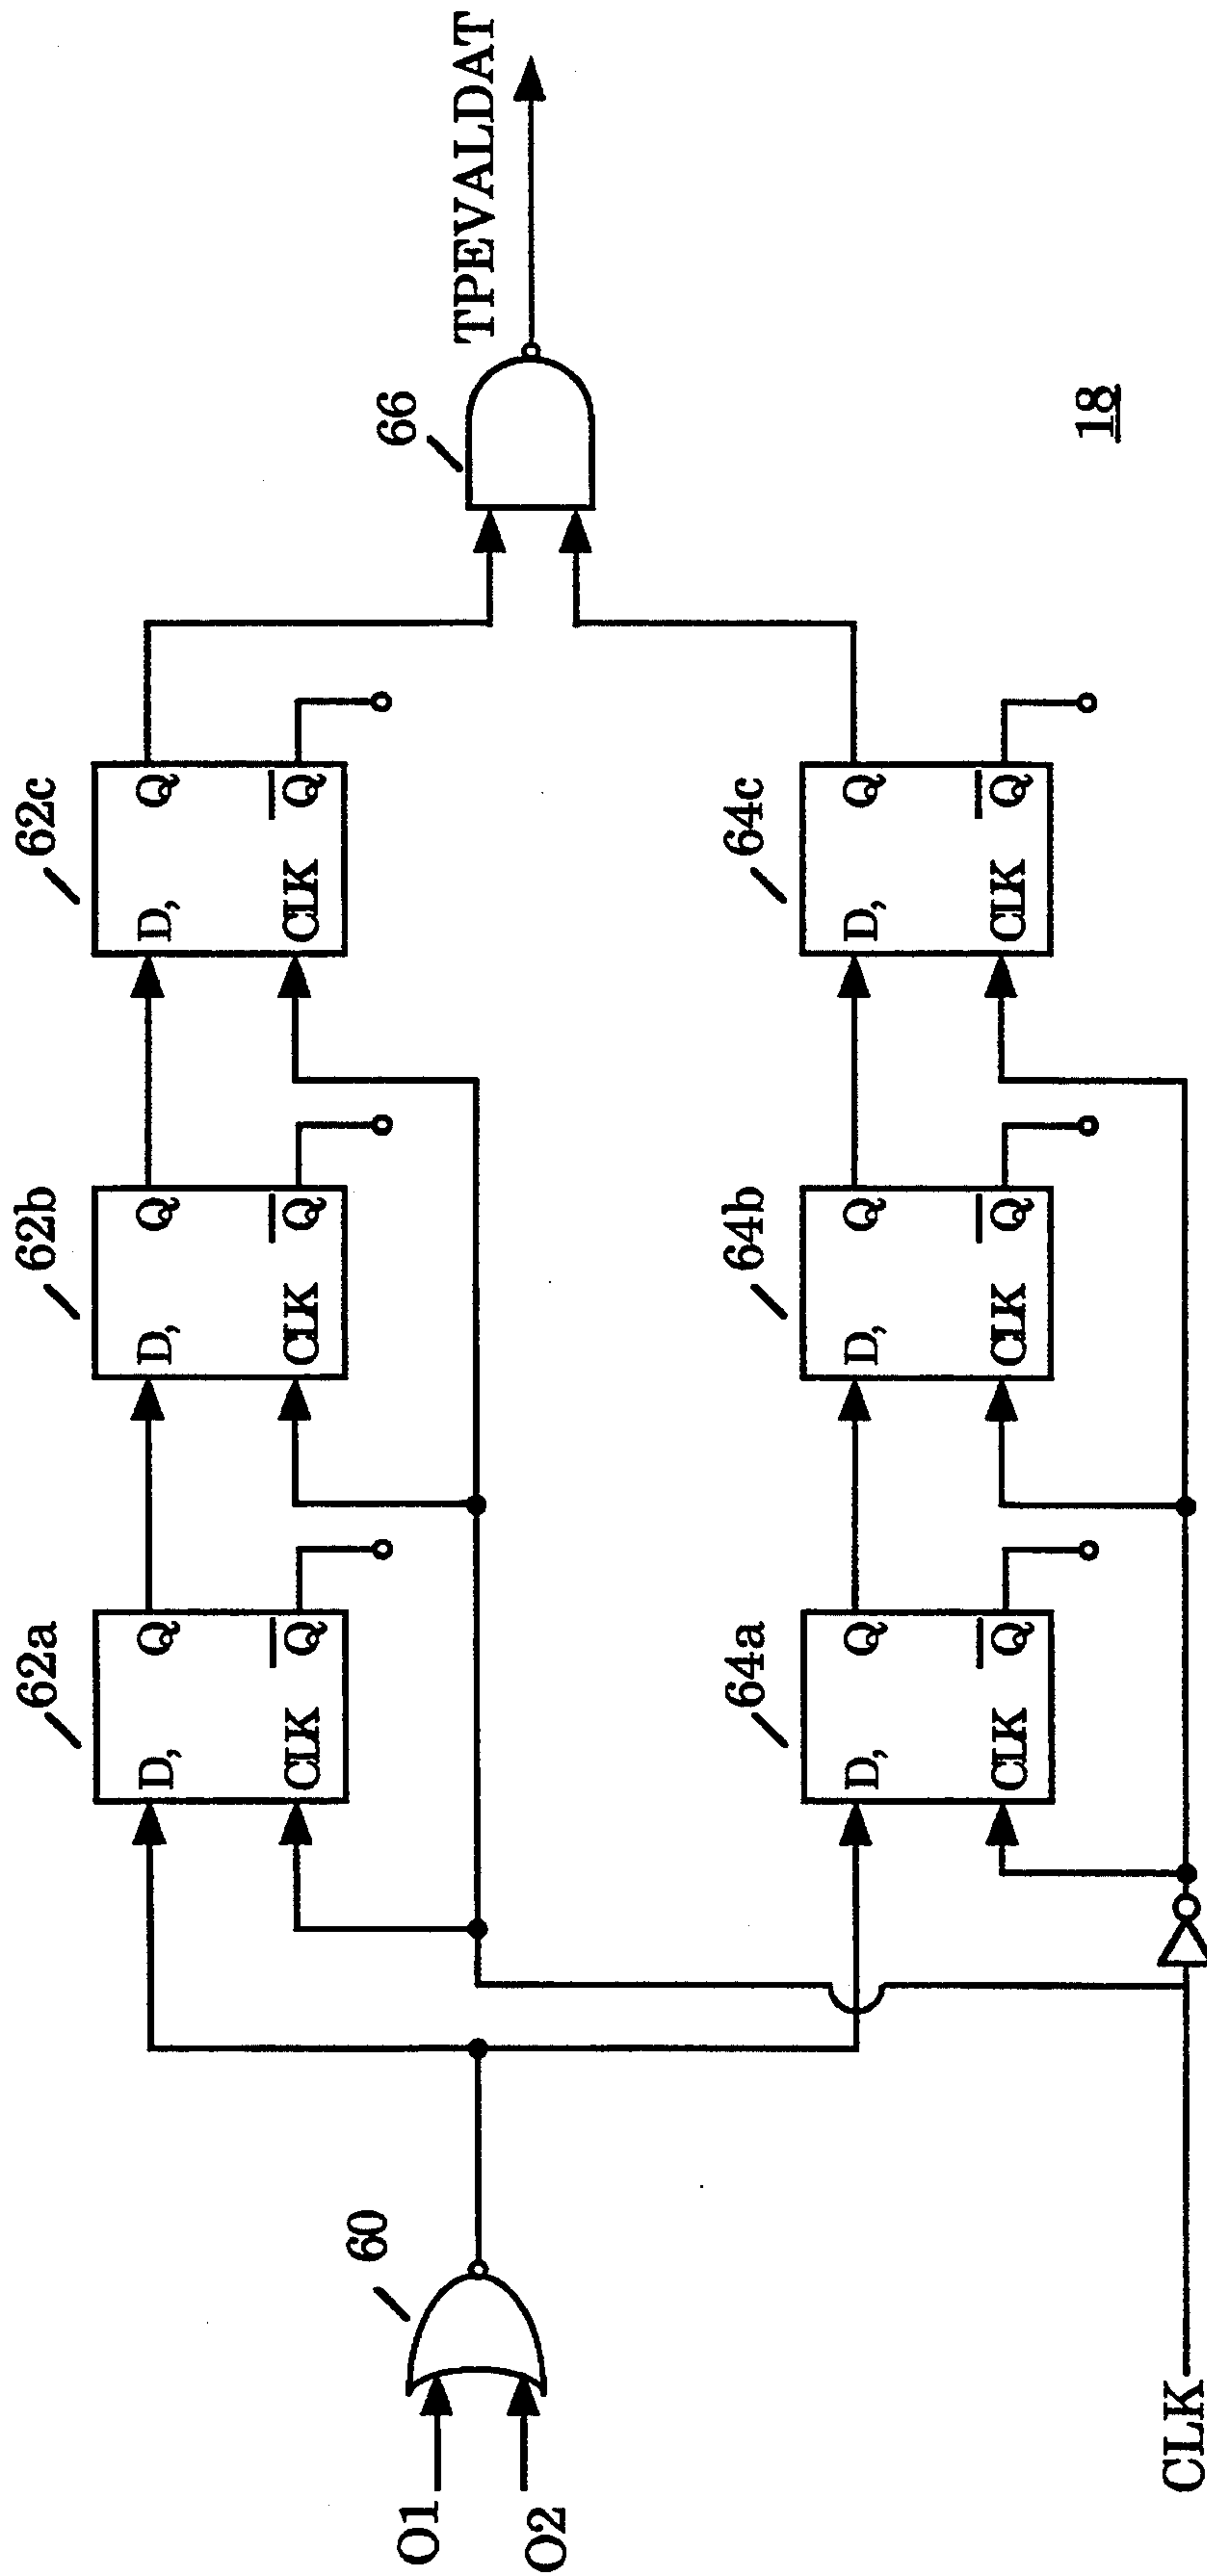 62a
62b
62c
D, Q
CLK Q̅
D, Q
CLK Q̅
D, Q
CLK Q̅
60
O1
O2
66
TPEVALDAT
64a
64b
64c
D, Q
CLK Q̅
D, Q
CLK Q̅
D, Q
CLK Q̅
CLK
18